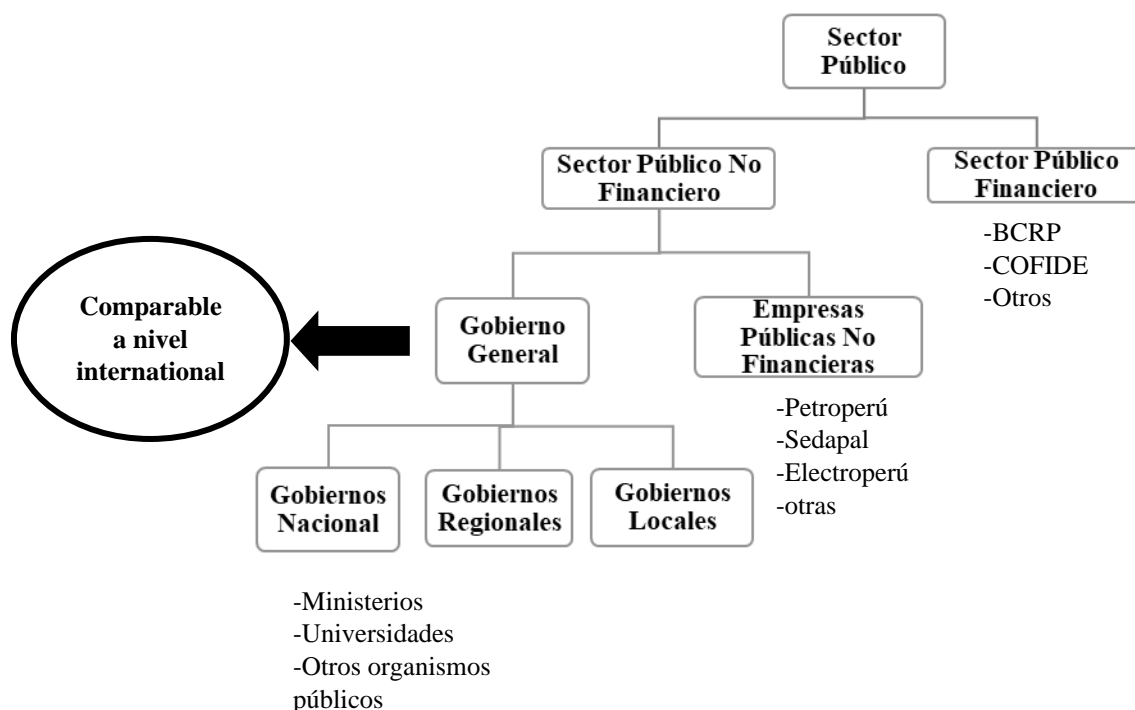 Sector
Público
Sector Público No
Financiero
Sector Público
Financiero
-BCRP
-COFIDE
-Otros
Comparable
a nivel
international
Gobierno
General
Empresas
Públicas No
Financieras
-Petroperú
-Sedapal
-Electroperú
-otras
Gobiernos
Nacional
Gobiernos
Regionales
Gobiernos
Locales
-Ministerios
-Universidades
-Otros organismos
públicos